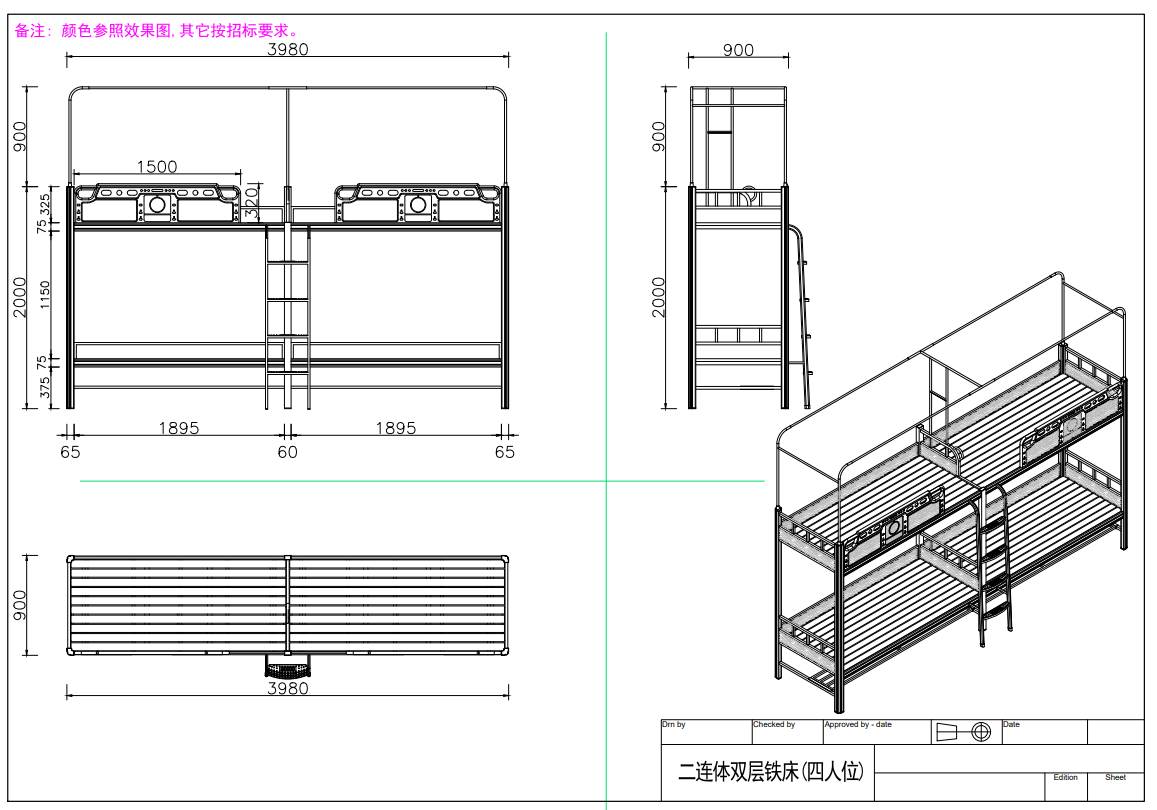 备注：颜色参照效果图,其它按招标要求。
3980
900
900
900
1500
320
325
75
2000
2000
1150
75
375
1895
1895
65
60
65
900
3980
Drn by
Checked by
Approved by - date
Date
二连体双层铁床(四人位)
Edition
Sheet